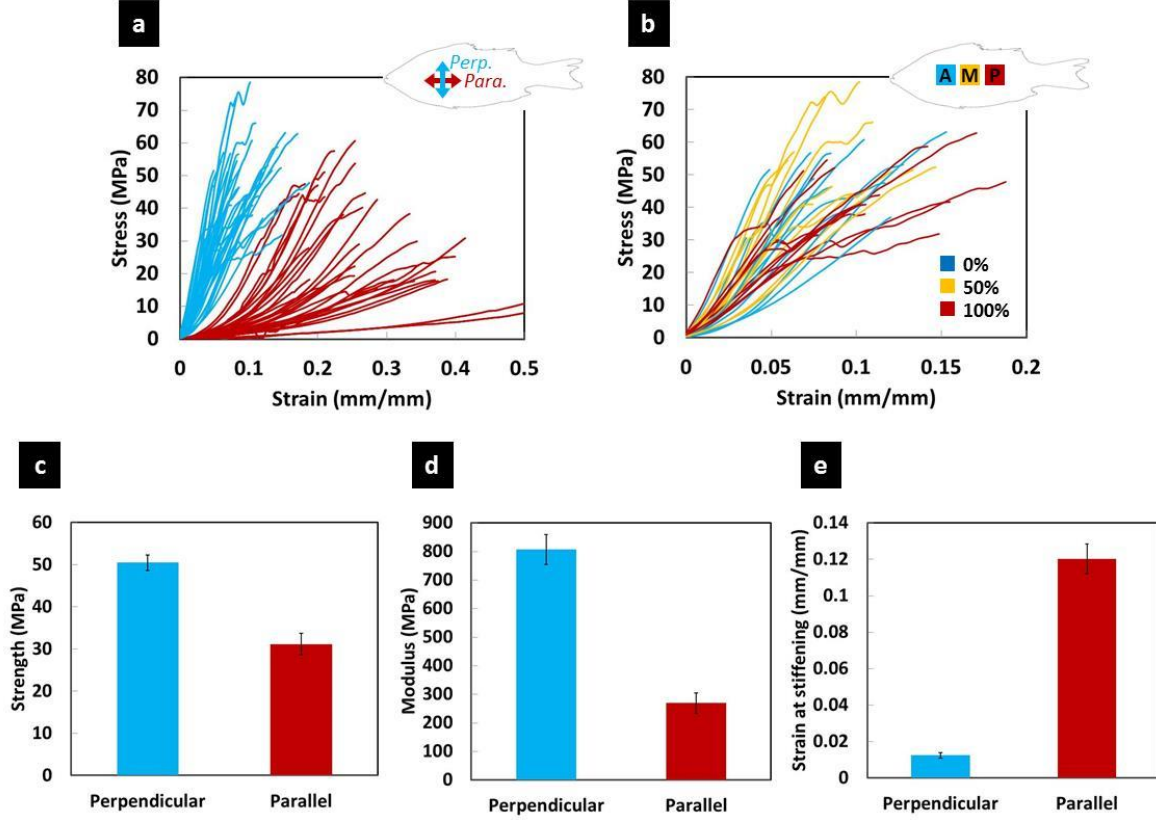 a
Perp.
Para.
Stress (MPa)
80
70
60
50
40
30
20
10
0
0 0.1 0.2 0.3 0.4 0.5
Strain (mm/mm)
b
A M P
Stress (MPa)
80
70
60
50
40
30
20
10
0
0%
50%
100%
0 0.05 0.1 0.15 0.2
Strain (mm/mm)
c
Strength (MPa)
60
50
40
30
20
10
0
Perpendicular Parallel
d
Modulus (MPa)
900
800
700
600
500
400
300
200
100
0
Perpendicular Parallel
e
Strain at stiffening (mm/mm)
0.14
0.12
0.1
0.08
0.06
0.04
0.02
0
Perpendicular Parallel